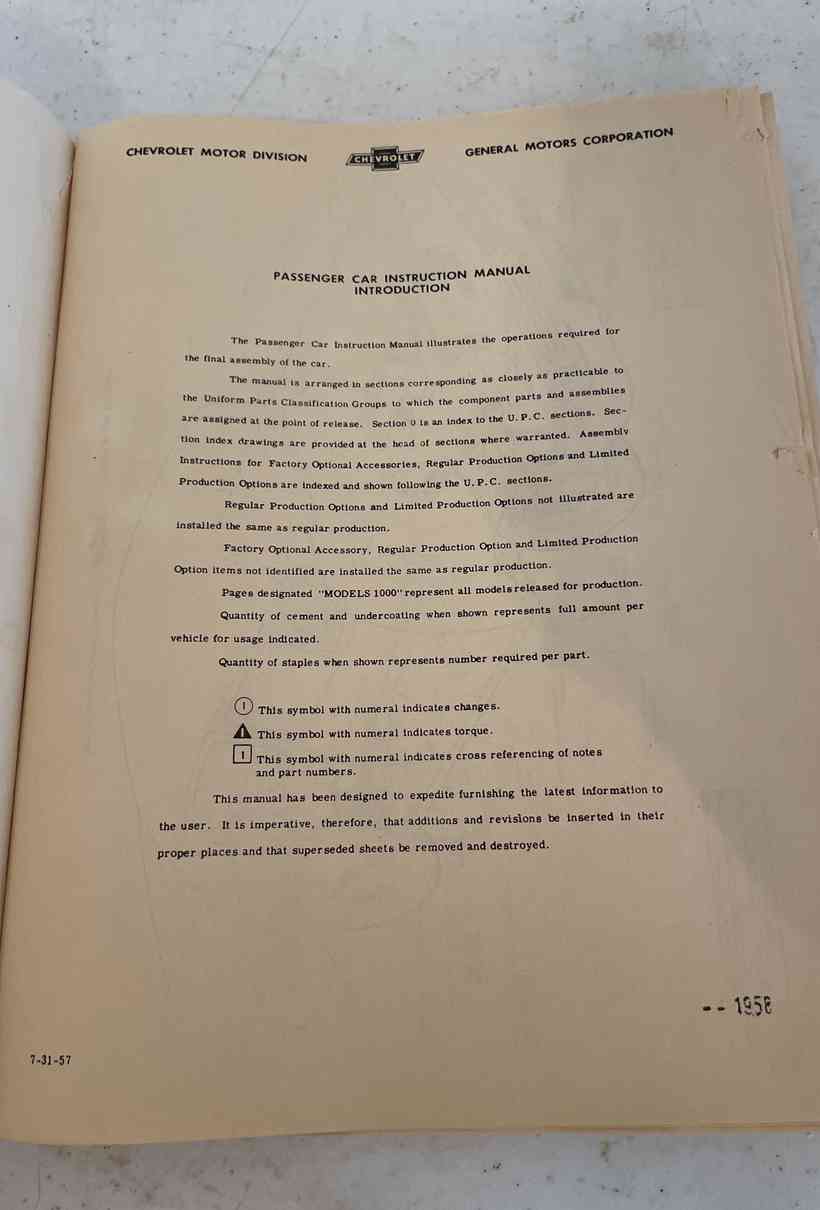 CHEVROLET MOTOR DIVISION CHEVROLET GENERAL MOTORS CORPORATION
PASSENGER CAR INSTRUCTION MANUAL
INTRODUCTION
The Passenger Car Instruction Manual illustrates the operations required for
the final assembly of the car.
The manual is arranged in sections corresponding as closely as practicable to
the Uniform Parts Classification Groups to which the component parts and assemblies
are assigned at the point of release. Section 0 is an index to the U.P.C. sections. Sec-
tion index drawings are provided at the head of sections where warranted. Assembly
Instructions for Factory Optional Accessories, Regular Production Options and Limited
Production Options are indexed and shown following the U.P.C. sections.
Regular Production Options and Limited Production Options not illustrated are
installed the same as regular production.
Factory Optional Accessory, Regular Production Option and Limited Production
Option items not identified are installed the same as regular production.
Pages designated "MODELS 1000" represent all models released for production.
Quantity of cement and undercoating when shown represents full amount per
vehicle for usage indicated.
Quantity of staples when shown represents number required per part.
1 This symbol with numeral indicates changes.
1 This symbol with numeral indicates torque.
1 This symbol with numeral indicates cross referencing of notes
and part numbers.
This manual has been designed to expedite furnishing the latest information to
the user. It is imperative, therefore, that additions and revisions be inserted in their
proper places and that superseded sheets be removed and destroyed.
-- 1958
7-31-57